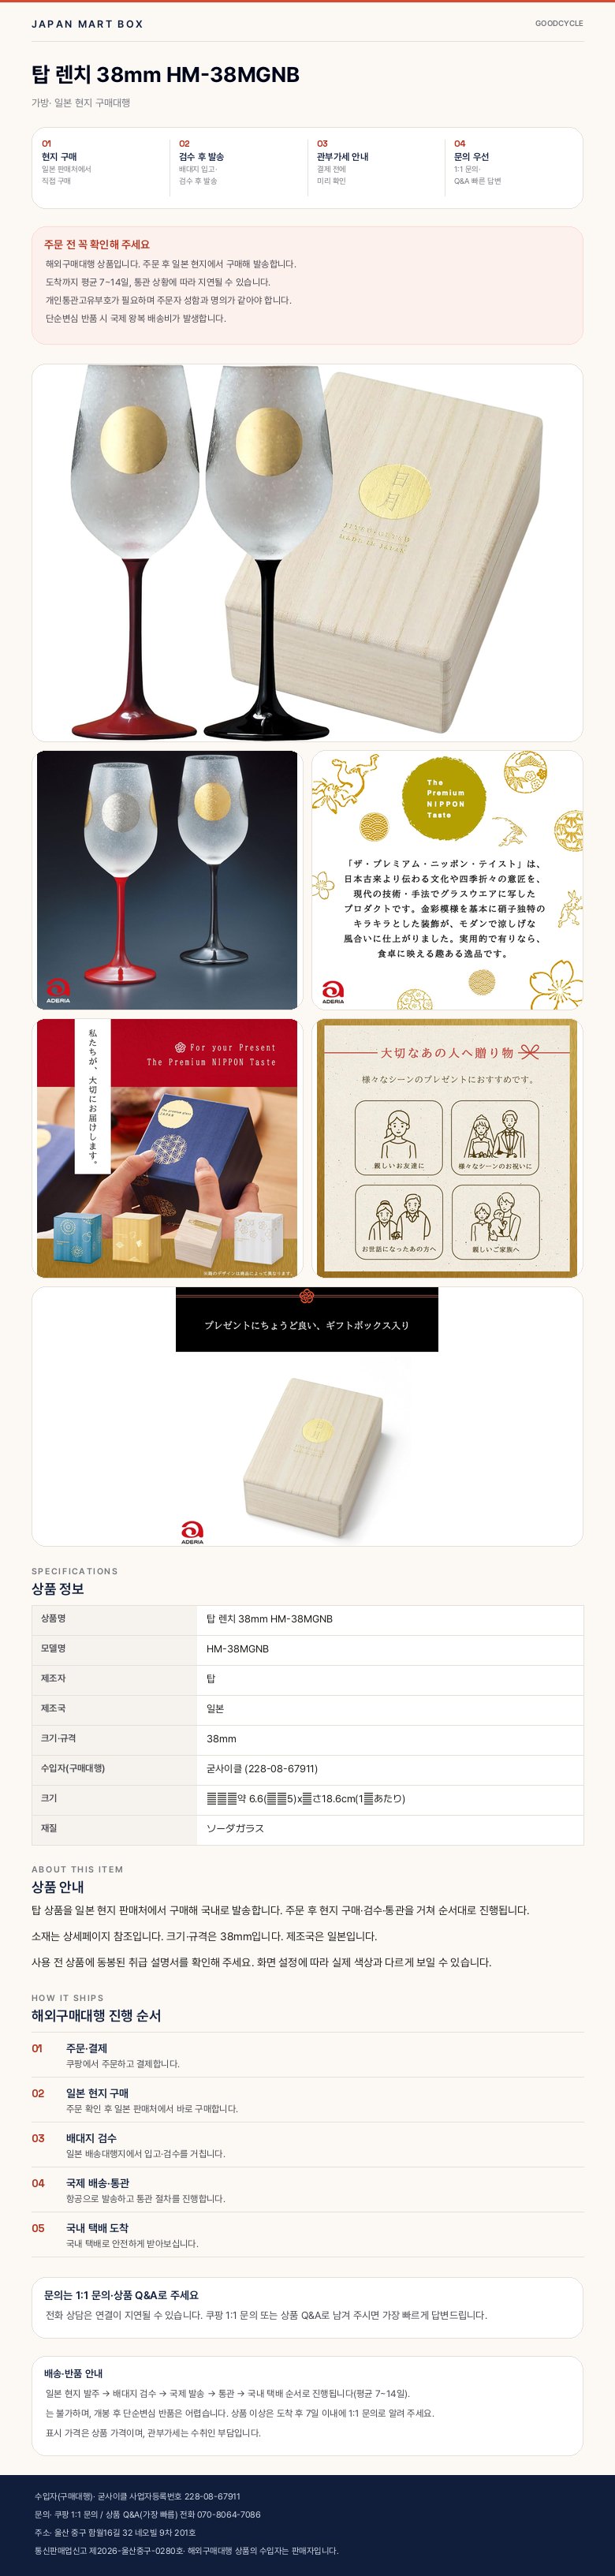 JAPAN MART BOX
GOODCYCLE
탑 렌치 38mm HM-38MGNB
가방· 일본 현지 구매대행
01
현지 구매
일본 판매처에서
직접 구매
02
검수 후 발송
배대지 입고·
검수 후 발송
03
관부가세 안내
결제 전에
미리 확인
04
문의 우선
1:1 문의·
Q&A 빠른 답변
주문 전 꼭 확인해 주세요
해외구매대행 상품입니다. 주문 후 일본 현지에서 구매해 발송합니다.
도착까지 평균 7~14일, 통관 상황에 따라 지연될 수 있습니다.
개인통관고유부호가 필요하며 주문자 성함과 명의가 같아야 합니다.
단순변심 반품 시 국제 왕복 배송비가 발생합니다.
日
月
MADE IN JAPAN
ADERIA
The
Premium
NIPPON
Taste
「ザ・プレミアム・ニッポン・テイスト」は、
日本古来より伝わる文化や四季折々の意匠を、
現代の技術・手法でグラスウエアに写した
プロダクトです。金彩模様を基本に硝子独特の
キラキラとした装飾が、モダンで涼しげな
風合いに仕上がりました。実用的で有りなら、
食卓に映える趣ある逸品です。
ADERIA
私たちが、大切にお届けします。
For your Present
The Premium NIPPON Taste
※箱のデザインは商品によって異なります。
大切なあの人へ贈り物
様々なシーンのプレゼントにおすすめです。
親しいお友達に
様々なシーンのお祝いに
お世話になったあの方へ
親しいご家族へ
プレゼントにちょうど良い、ギフトボックス入り
ADERIA
SPECIFICATIONS
상품 정보
상품명 탑 렌치 38mm HM-38MGNB
모델명 HM-38MGNB
제조자 탑
제조국 일본
크기·규격 38mm
수입자(구매대행) 굳사이클 (228-08-67911)
크기 약 6.6( 5)x さ18.6cm(1 あたり)
재질 ソーダガラス
ABOUT THIS ITEM
상품 안내
탑 상품을 일본 현지 판매처에서 구매해 국내로 발송합니다. 주문 후 현지 구매·검수·통관을 거쳐 순서대로 진행됩니다.
소재는 상세페이지 참조입니다. 크기·규격은 38mm입니다. 제조국은 일본입니다.
사용 전 상품에 동봉된 취급 설명서를 확인해 주세요. 화면 설정에 따라 실제 색상과 다르게 보일 수 있습니다.
HOW IT SHIPS
해외구매대행 진행 순서
01 주문·결제
쿠팡에서 주문하고 결제합니다.
02 일본 현지 구매
주문 확인 후 일본 판매처에서 바로 구매합니다.
03 배대지 검수
일본 배송대행지에서 입고·검수를 거칩니다.
04 국제 배송·통관
항공으로 발송하고 통관 절차를 진행합니다.
05 국내 택배 도착
국내 택배로 안전하게 받아보십니다.
문의는 1:1 문의·상품 Q&A로 주세요
전화 상담은 연결이 지연될 수 있습니다. 쿠팡 1:1 문의 또는 상품 Q&A로 남겨 주시면 가장 빠르게 답변드립니다.
배송·반품 안내
일본 현지 발주 → 배대지 검수 → 국제 발송 → 통관 → 국내 택배 순서로 진행됩니다(평균 7~14일).
는 불가하며, 개봉 후 단순변심 반품은 어렵습니다. 상품 이상은 도착 후 7일 이내에 1:1 문의로 알려 주세요.
표시 가격은 상품 가격이며, 관부가세는 수취인 부담입니다.
수입자(구매대행)· 굳사이클 사업자등록번호 228-08-67911
문의· 쿠팡 1:1 문의 / 상품 Q&A(가장 빠름) 전화 070-8064-7086
주소· 울산 중구 함월16길 32 네오빌 9차 201호
통신판매업신고 제2026-울산중구-0280호· 해외구매대행 상품의 수입자는 판매자입니다.